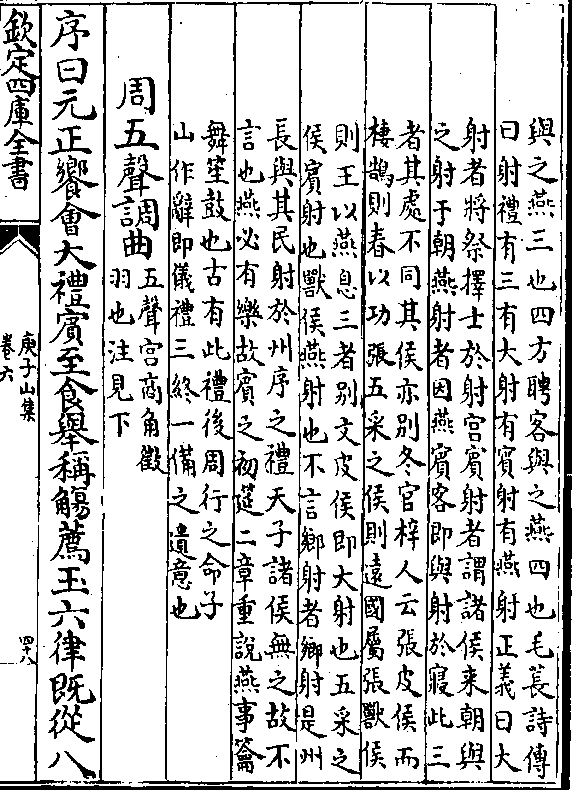 與之燕三也四方聘客與之燕四也毛萇詩傳
曰射禮有三有大射有賓射有燕射正義曰大
射者將祭擇士於射宫賓射者謂諸侯来朝與
之射于朝燕射者因燕賓客即與射於寢此三
者其處不同其侯亦别冬官梓人云張皮侯而
棲鵠則春以功張五采之侯則遠國屬張獸侯
則王以燕息三者别文皮侯即大射也五采之
侯賓射也獸侯燕射也不言鄉射者鄉射是州
長與其民射於州序之禮天子諸侯無之故不
言也燕必有樂故賓之初筵二章重説燕事籥
舞笙鼓也古有此禮後周行之命子
山作辭即儀禮三終一備之遺意也
周五聲調曲
五聲宫商角徵
羽也注見下
序曰元正饗會大禮賓至食舉稱觴薦玉六律既從八
欽定四庫全書
庾子山集
卷六
四十八